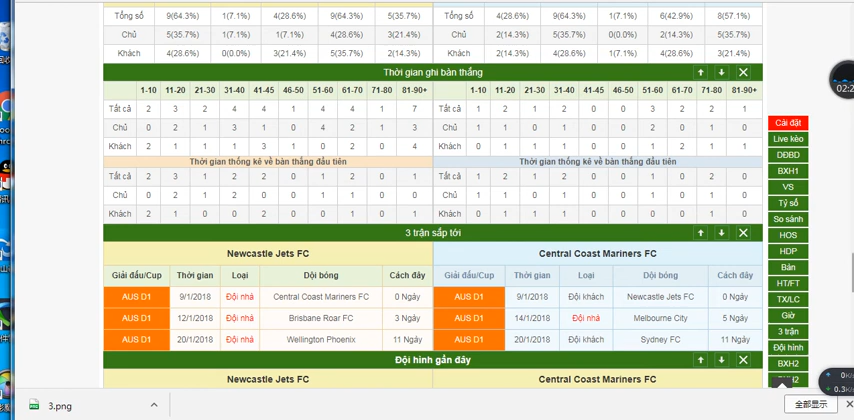 Tổng số 9(64.3%) 1(7.1%) 4(28.6%) 9(64.3%) 5(35.7%) Tổng số 4(28.6%) 9(64.3%) 1(7.1%) 6(42.9%) 8(57.1%)
Chủ 5(35.7%) 1(7.1%) 1(7.1%) 4(28.6%) 3(21.4%) Chủ 2(14.3%) 5(35.7%) 0(0.0%) 2(14.3%) 5(35.7%)
Khách 4(28.6%) 0(0.0%) 3(21.4%) 5(35.7%) 2(14.3%) Khách 2(14.3%) 4(28.6%) 1(7.1%) 4(28.6%) 3(21.4%)
Thời gian ghi bàn thắng
1-10 11-20 21-30 31-40 41-45 46-50 51-60 61-70 71-80 81-90+ 1-10 11-20 21-30 31-40 41-45 46-50 51-60 61-70 71-80 81-90+
Tất cả 2 3 2 4 4 1 4 4 1 7 Tất cả 1 2 1 2 0 0 3 2 2 1
Chủ 0 2 1 3 1 0 4 2 1 3 Chủ 1 1 0 1 0 0 2 0 1 0
Khách 2 1 1 1 3 1 0 2 0 4 Khách 0 1 1 1 0 0 1 2 1 1
Thời gian thống kê về bàn thắng đầu tiên Thời gian thống kê về bàn thắng đầu tiên
Tất cả 2 3 1 2 2 0 1 2 0 1 Tất cả 1 2 1 2 0 0 1 0 2 0
Chủ 0 2 1 2 0 0 1 1 0 0 Chủ 1 1 0 1 0 0 1 0 1 0
Khách 2 1 0 0 2 0 0 1 0 1 Khách 0 1 1 1 0 0 0 0 1 0
3 trận sắp tới
Newcastle Jets FC Central Coast Mariners FC
Giải đấu/Cup Thời gian Loại Đội bóng Cách đây Giải đấu/Cup Thời gian Loại Đội bóng Cách đây
AUS D1 9/1/2018 Đội nhà Central Coast Mariners FC 0 Ngày AUS D1 9/1/2018 Đội khách Newcastle Jets FC 0 Ngày
AUS D1 12/1/2018 Đội nhà Brisbane Roar FC 3 Ngày AUS D1 14/1/2018 Đội nhà Melbourne City 5 Ngày
AUS D1 20/1/2018 Đội nhà Wellington Phoenix 11 Ngày AUS D1 20/1/2018 Đội khách Sydney FC 11 Ngày
Đội hình gần đây
Newcastle Jets FC Central Coast Mariners FC
Cài đặt
Live kèo
DĐBD
BXH1
VS
Tỷ số
So sánh
HOS
HDP
Bàn
HT/FT
TX/LC
Giờ
3 trận
Đội hình
BXH2
3.png
全部显示